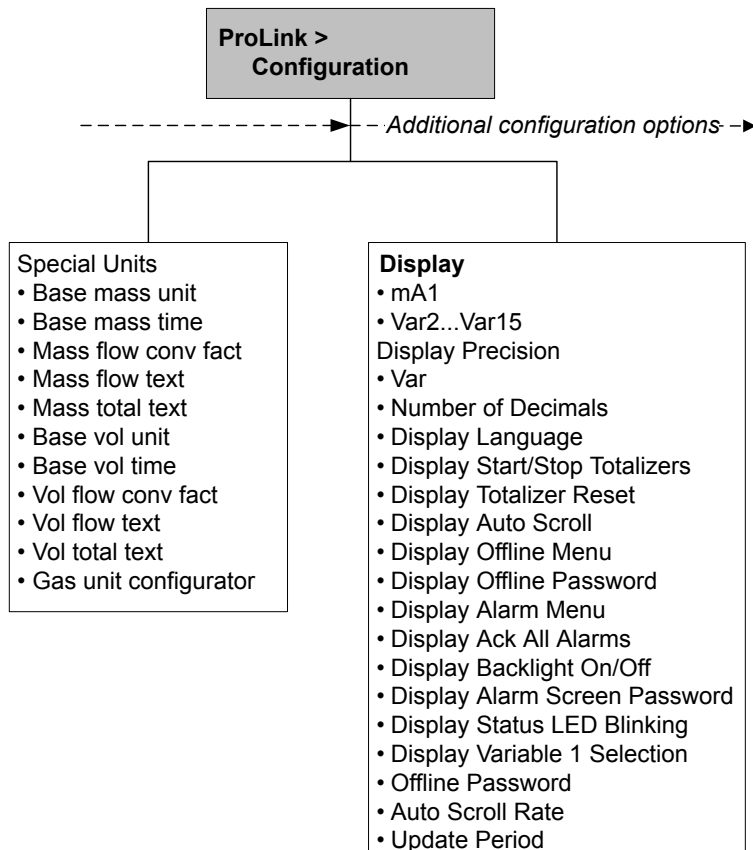 ProLink >
Configuration
Additional configuration options
Special Units
• Base mass unit
• Base mass time
• Mass flow conv fact
• Mass flow text
• Mass total text
• Base vol unit
• Base vol time
• Vol flow conv fact
• Vol flow text
• Vol total text
• Gas unit configurator
Display
• mA1
• Var2...Var15
Display Precision
• Var
• Number of Decimals
• Display Language
• Display Start/Stop Totalizers
• Display Totalizer Reset
• Display Auto Scroll
• Display Offline Menu
• Display Offline Password
• Display Alarm Menu
• Display Ack All Alarms
• Display Backlight On/Off
• Display Alarm Screen Password
• Display Status LED Blinking
• Display Variable 1 Selection
• Offline Password
• Auto Scroll Rate
• Update Period